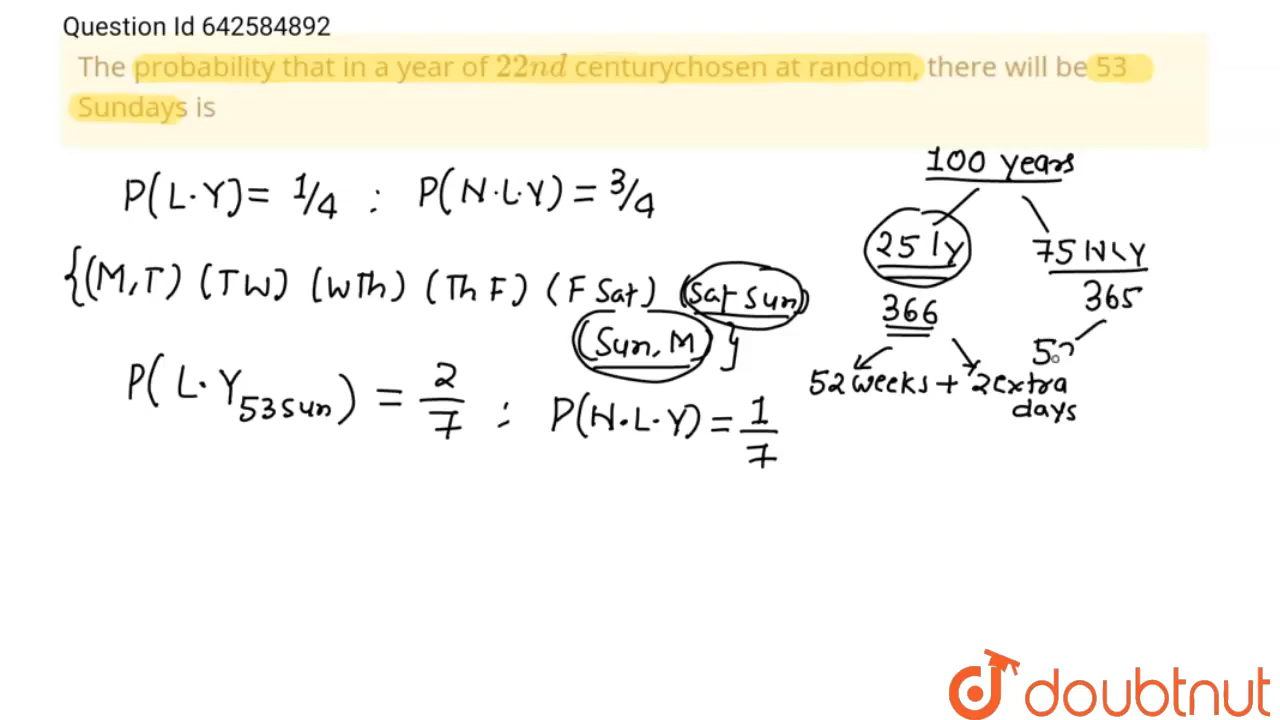 Question Id 642584892
The probability that in a year of 22nd centurychosen at random, there will be 53
Sundays is
100 years
P(L.Y)= 1/4 : P(N.L.Y)=3/4
25 ly 75 NLY
366 365
{(M,T) (TW) (WTh) (Th F) (F Sat) (Sat Sun)
(Sun, M)}
52 weeks + 2 extra
days
P(L.Y53sun) = 2/7 : P(N.L.Y)=1/7
doubtnut